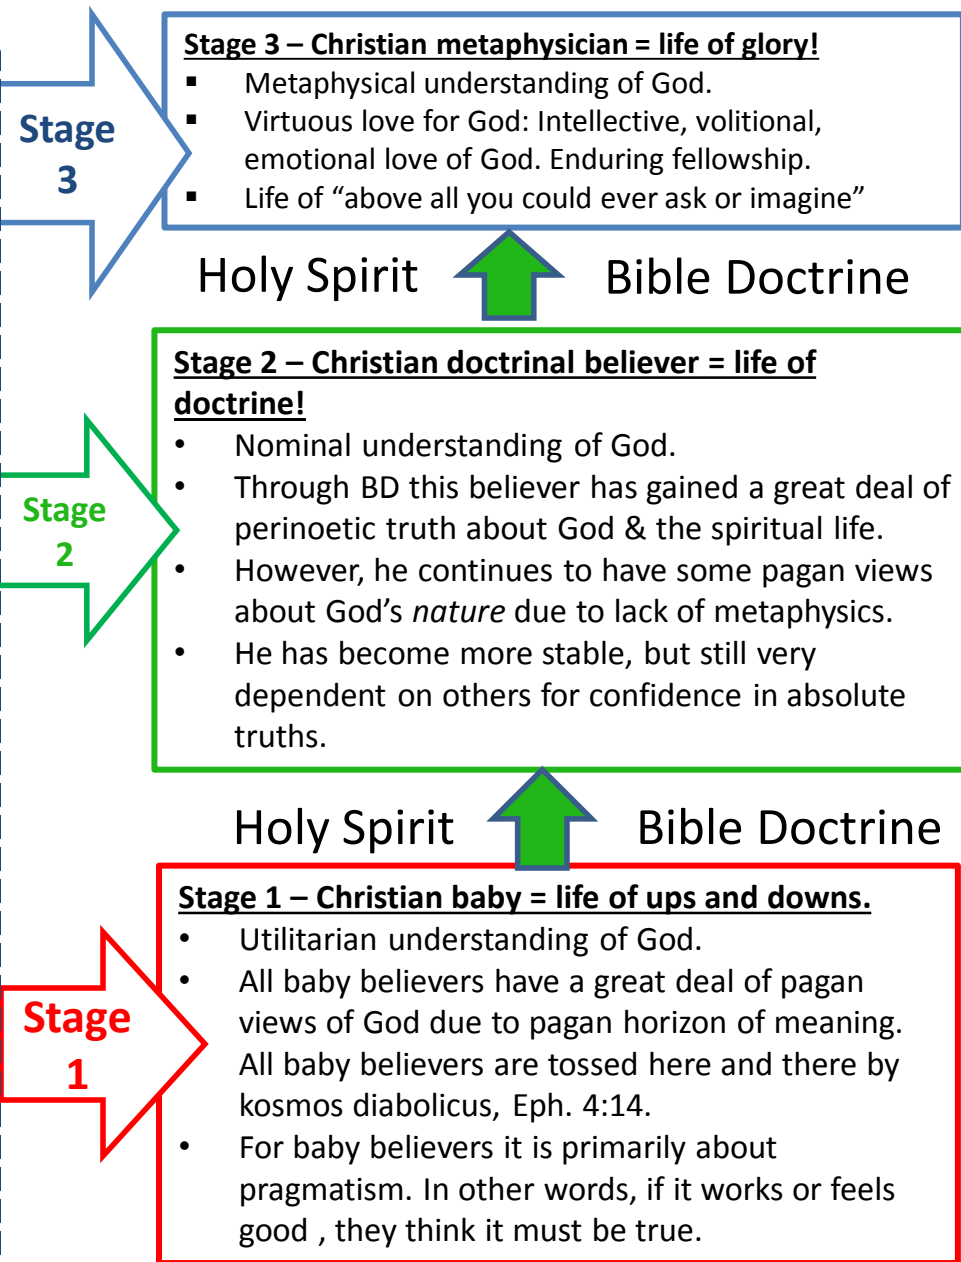 Stage 3 – Christian metaphysician = life of glory!
▪ Metaphysical understanding of God.
▪ Virtuous love for God: Intellective, volitional,
emotional love of God. Enduring fellowship.
▪ Life of “above all you could ever ask or imagine”
Stage
3
Holy Spirit Bible Doctrine
Stage 2 – Christian doctrinal believer = life of
doctrine!
• Nominal understanding of God.
• Through BD this believer has gained a great deal of
perinoetic truth about God & the spiritual life.
• However, he continues to have some pagan views
about God’s nature due to lack of metaphysics.
• He has become more stable, but still very
dependent on others for confidence in absolute
truths.
Stage
2
Holy Spirit Bible Doctrine
Stage 1 – Christian baby = life of ups and downs.
• Utilitarian understanding of God.
• All baby believers have a great deal of pagan
views of God due to pagan horizon of meaning.
All baby believers are tossed here and there by
kosmos diabolicus, Eph. 4:14.
• For baby believers it is primarily about
pragmatism. In other words, if it works or feels
good , they think it must be true.
Stage
1